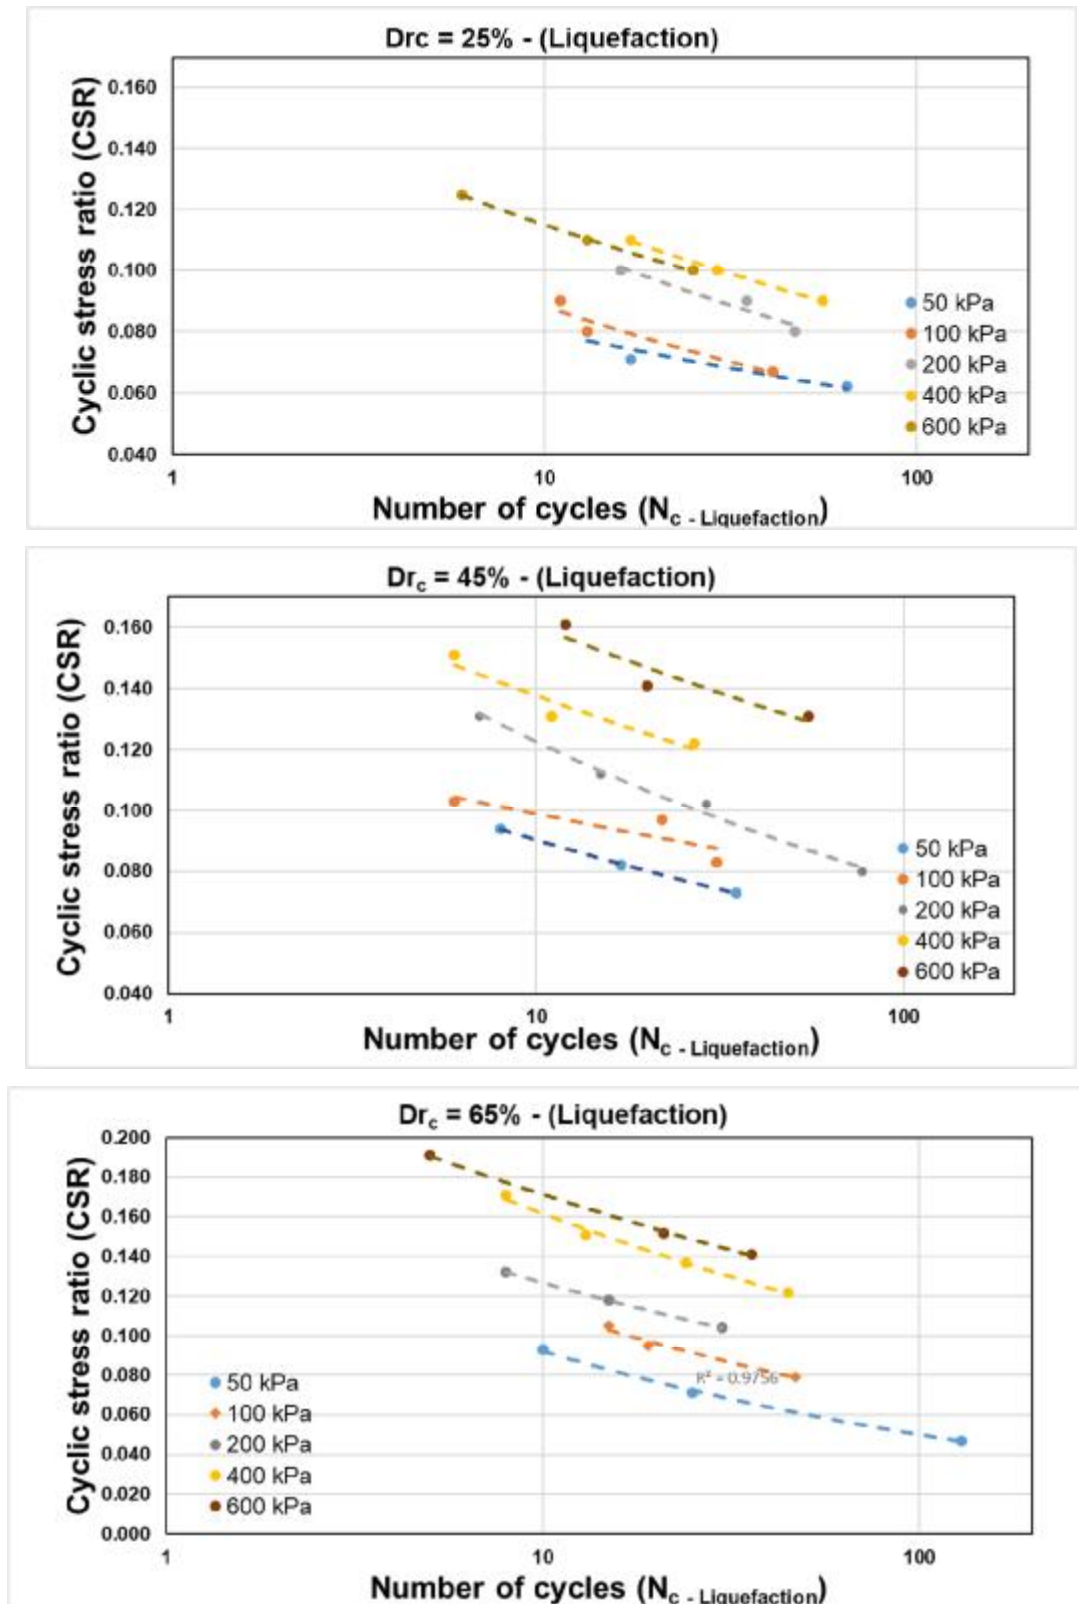 Drc = 25% - (Liquefaction)
Cyclic stress ratio (CSR)
0.160
0.140
0.120
0.100
0.080
0.060
0.040
1
10
100
50 kPa
100 kPa
200 kPa
400 kPa
600 kPa
Number of cycles (Nc - Liquefaction)
Drc = 45% - (Liquefaction)
Cyclic stress ratio (CSR)
0.160
0.140
0.120
0.100
0.080
0.060
0.040
1
10
100
50 kPa
100 kPa
200 kPa
400 kPa
600 kPa
Number of cycles (Nc - Liquefaction)
Drc = 65% - (Liquefaction)
Cyclic stress ratio (CSR)
0.200
0.180
0.160
0.140
0.120
0.100
0.080
0.060
0.040
0.020
0.000
R² = 0.9756
50 kPa
100 kPa
200 kPa
400 kPa
600 kPa
1
10
100
Number of cycles (Nc - Liquefaction)